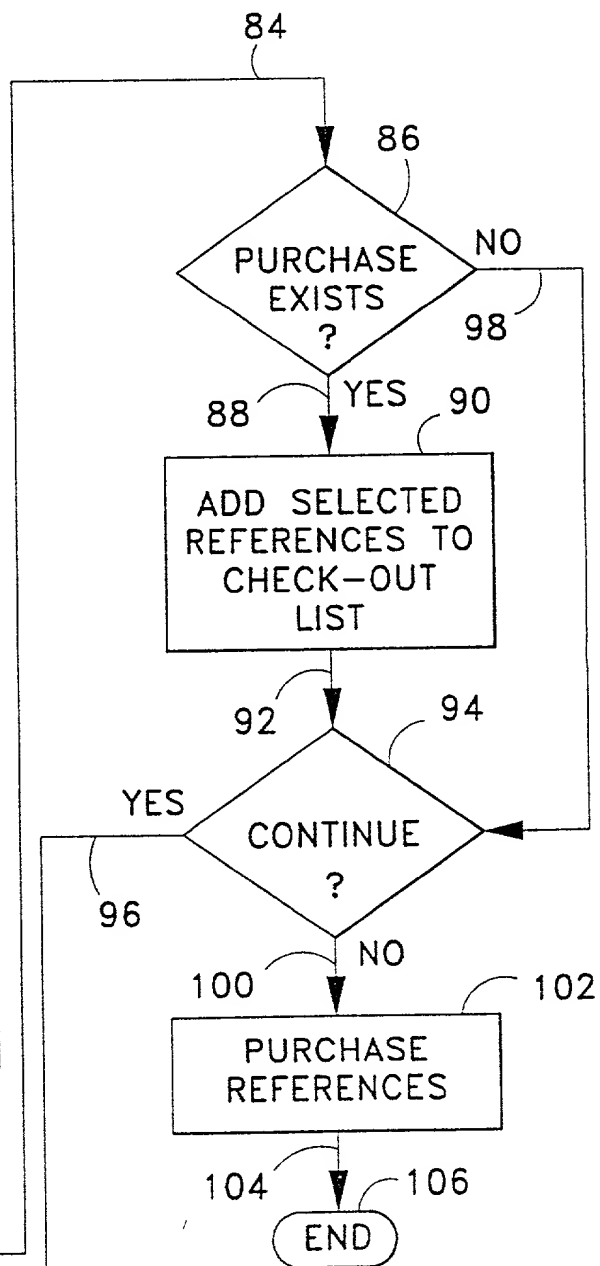 84
86
PURCHASE
EXISTS
?
NO
98
88
YES
90
ADD SELECTED
REFERENCES TO
CHECK-OUT
LIST
92
94
YES
CONTINUE
?
96
100
NO
102
PURCHASE
REFERENCES
104
106
END